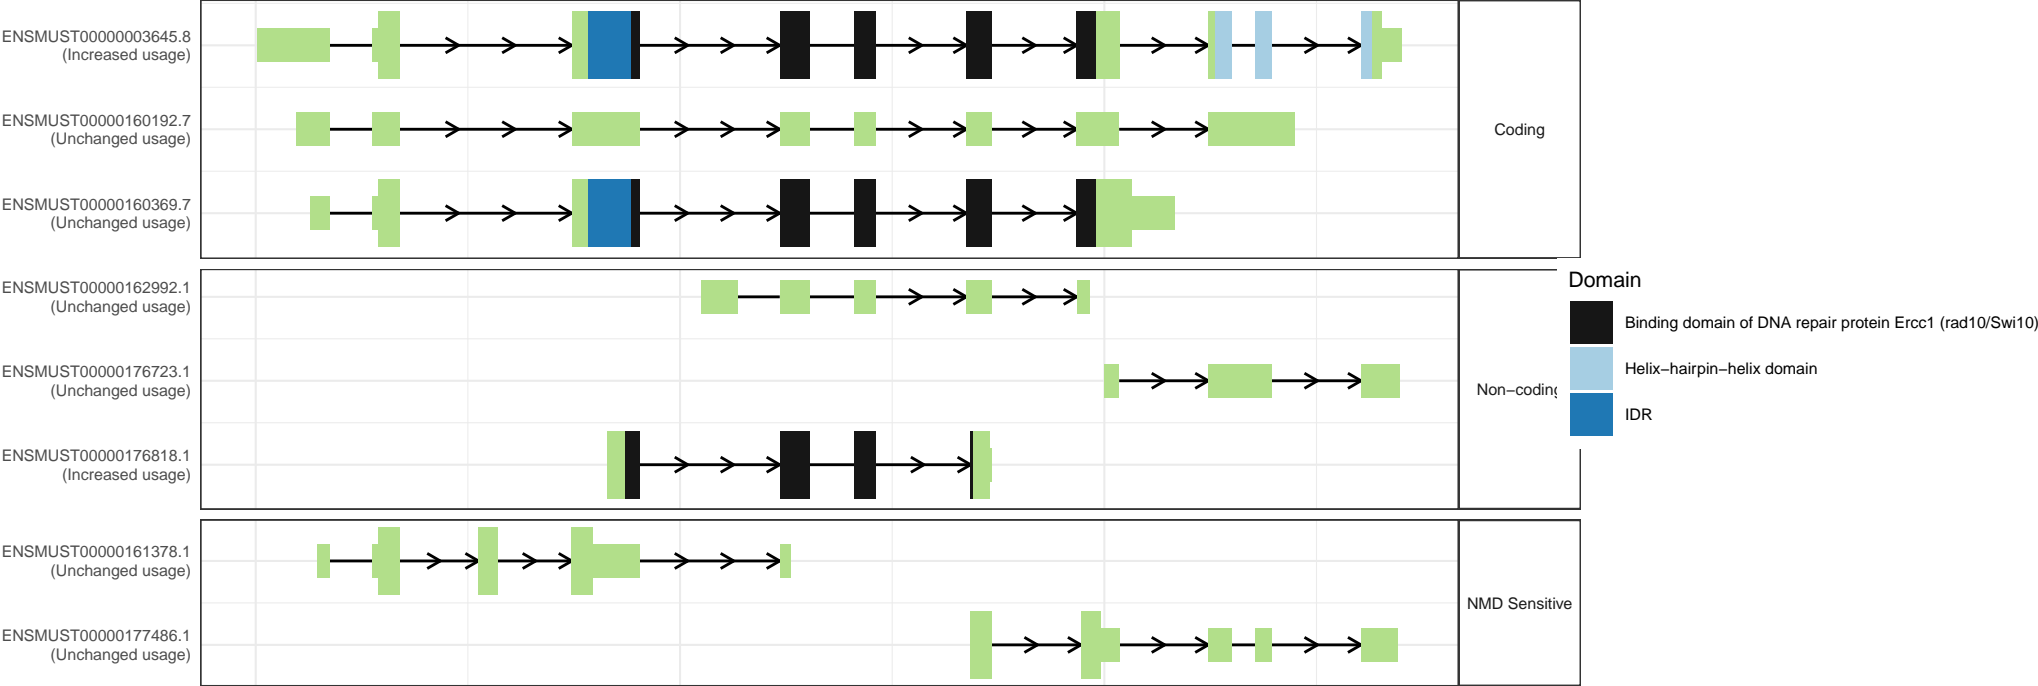 ENSMUST00000003645.8
(Increased usage)
ENSMUST00000160192.7
(Unchanged usage)
ENSMUST00000160369.7
(Unchanged usage)
Coding
ENSMUST00000162992.1
(Unchanged usage)
ENSMUST00000176723.1
(Unchanged usage)
ENSMUST00000176818.1
(Increased usage)
Non−coding
ENSMUST00000161378.1
(Unchanged usage)
ENSMUST00000177486.1
(Unchanged usage)
NMD Sensitive
Domain
Binding domain of DNA repair protein Ercc1 (rad10/Swi10)
Helix−hairpin−helix domain
IDR